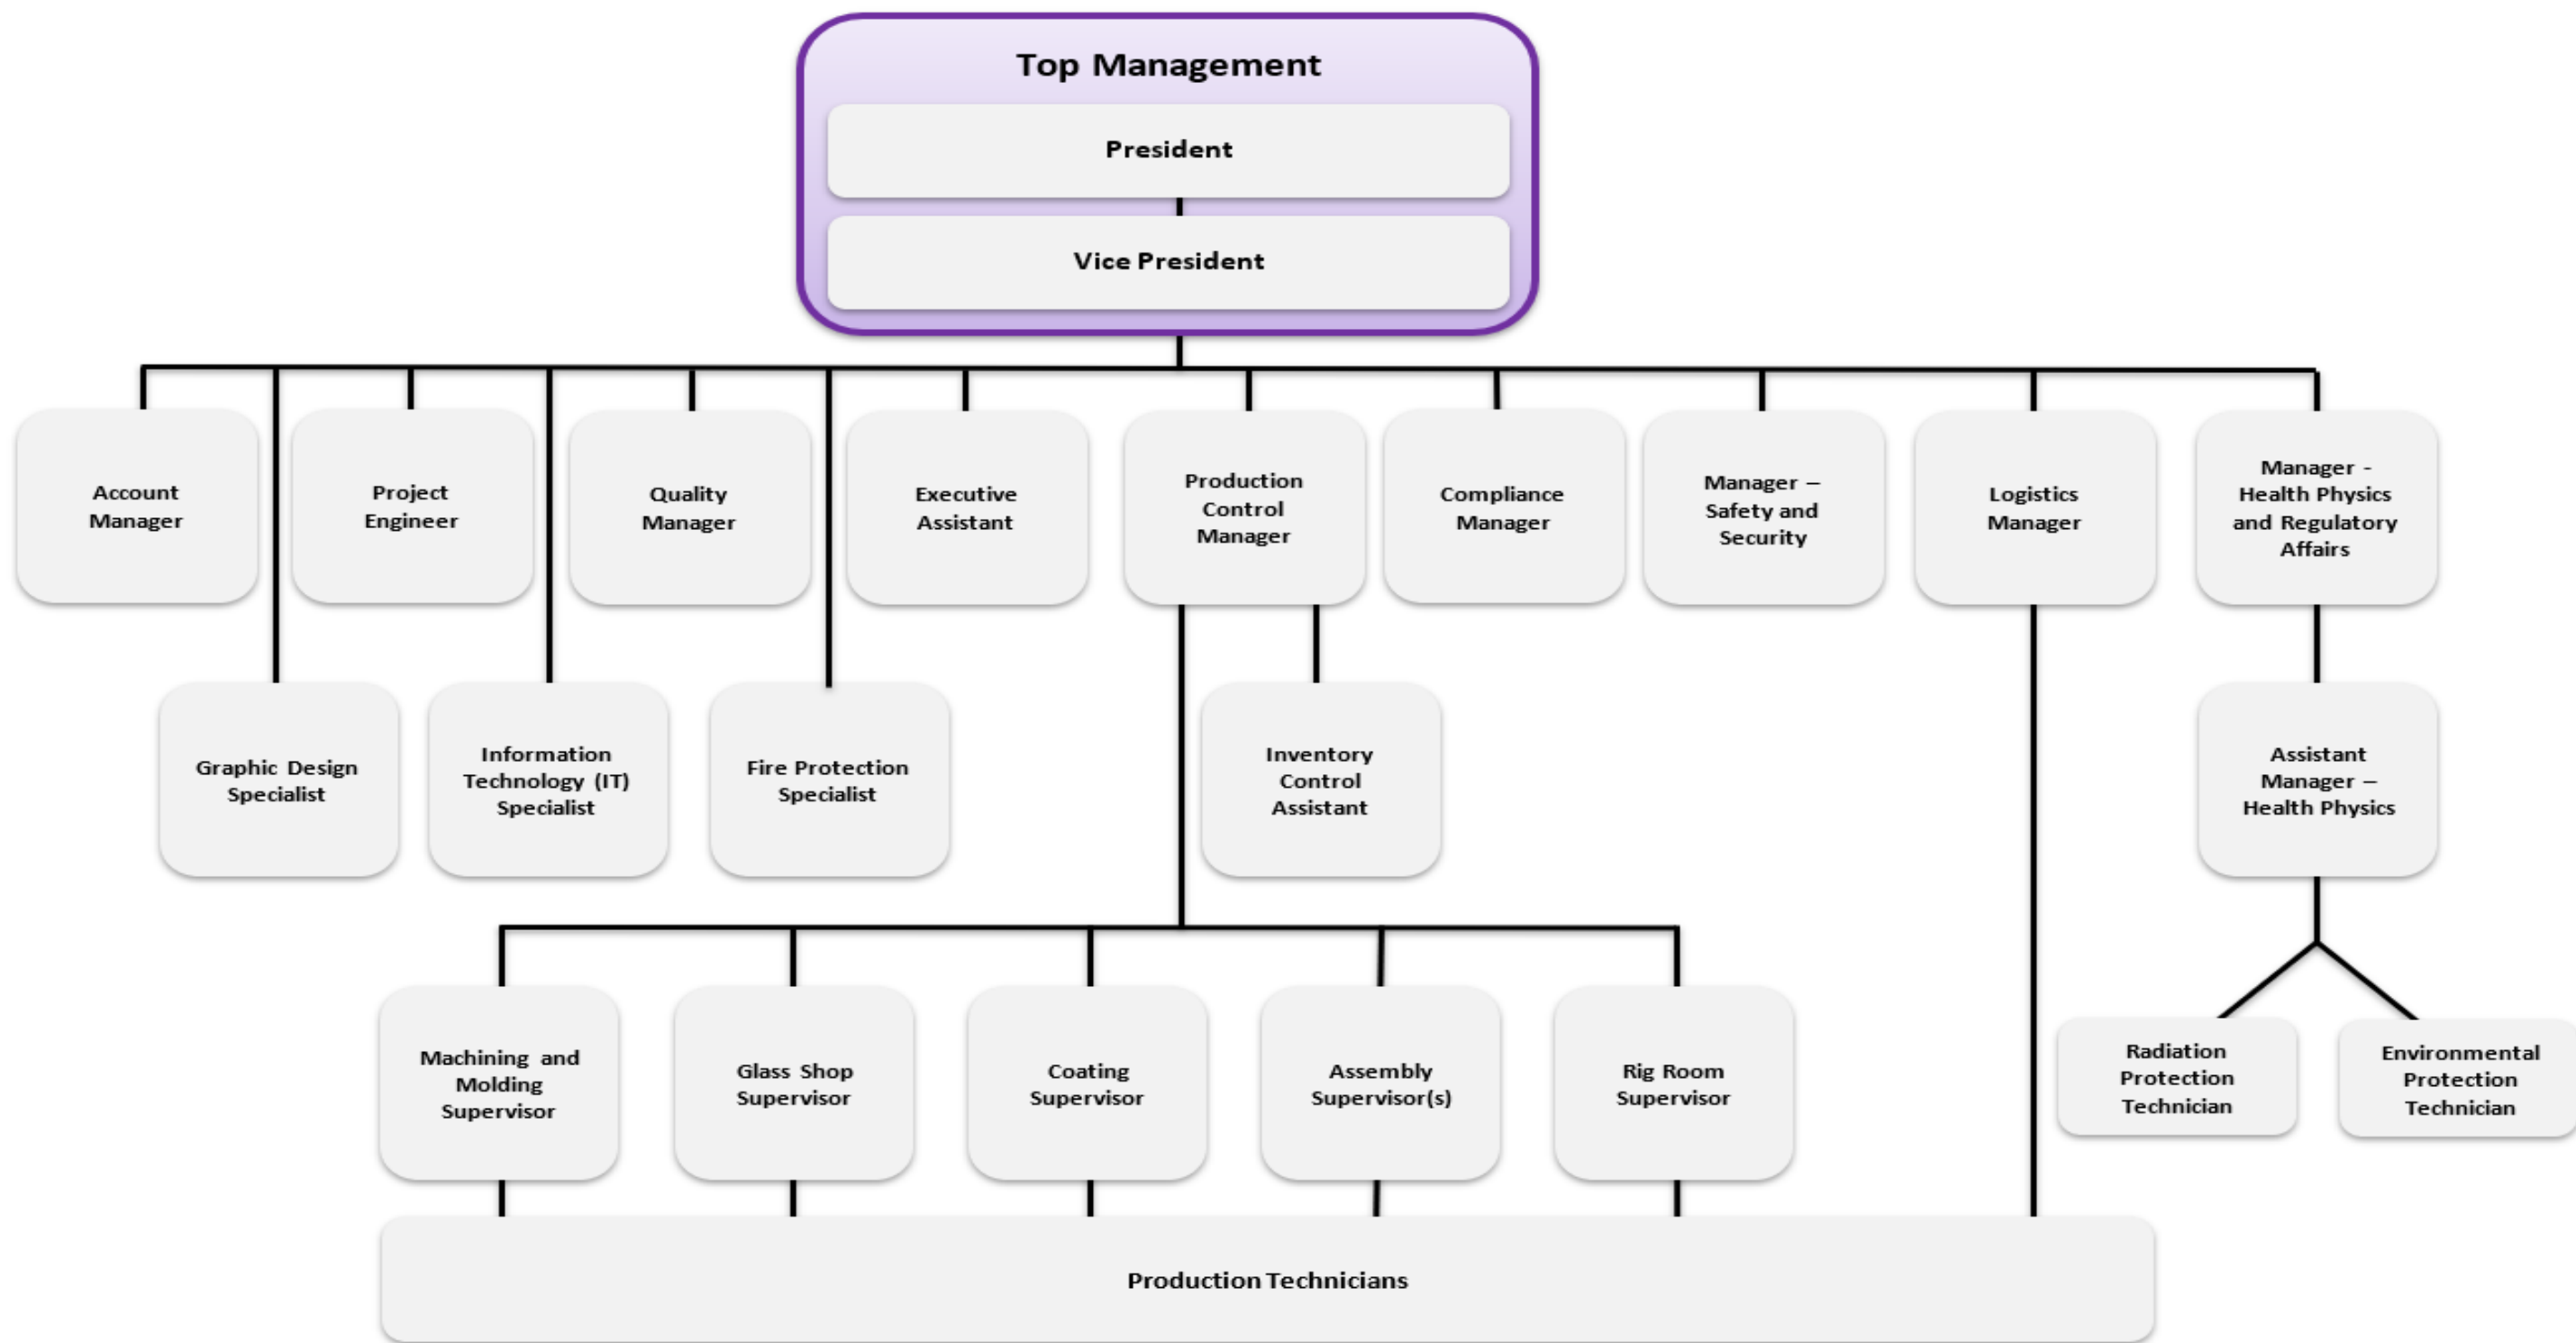 Top Management
President
Vice President
Account
Manager
Project
Engineer
Quality
Manager
Executive
Assistant
Production
Control
Manager
Compliance
Manager
Manager –
Safety and
Security
Logistics
Manager
Manager -
Health Physics
and Regulatory
Affairs
Graphic Design
Specialist
Information
Technology (IT)
Specialist
Fire Protection
Specialist
Inventory
Control
Assistant
Assistant
Manager –
Health Physics
Machining and
Molding
Supervisor
Glass Shop
Supervisor
Coating
Supervisor
Assembly
Supervisor(s)
Rig Room
Supervisor
Radiation
Protection
Technician
Environmental
Protection
Technician
Production Technicians